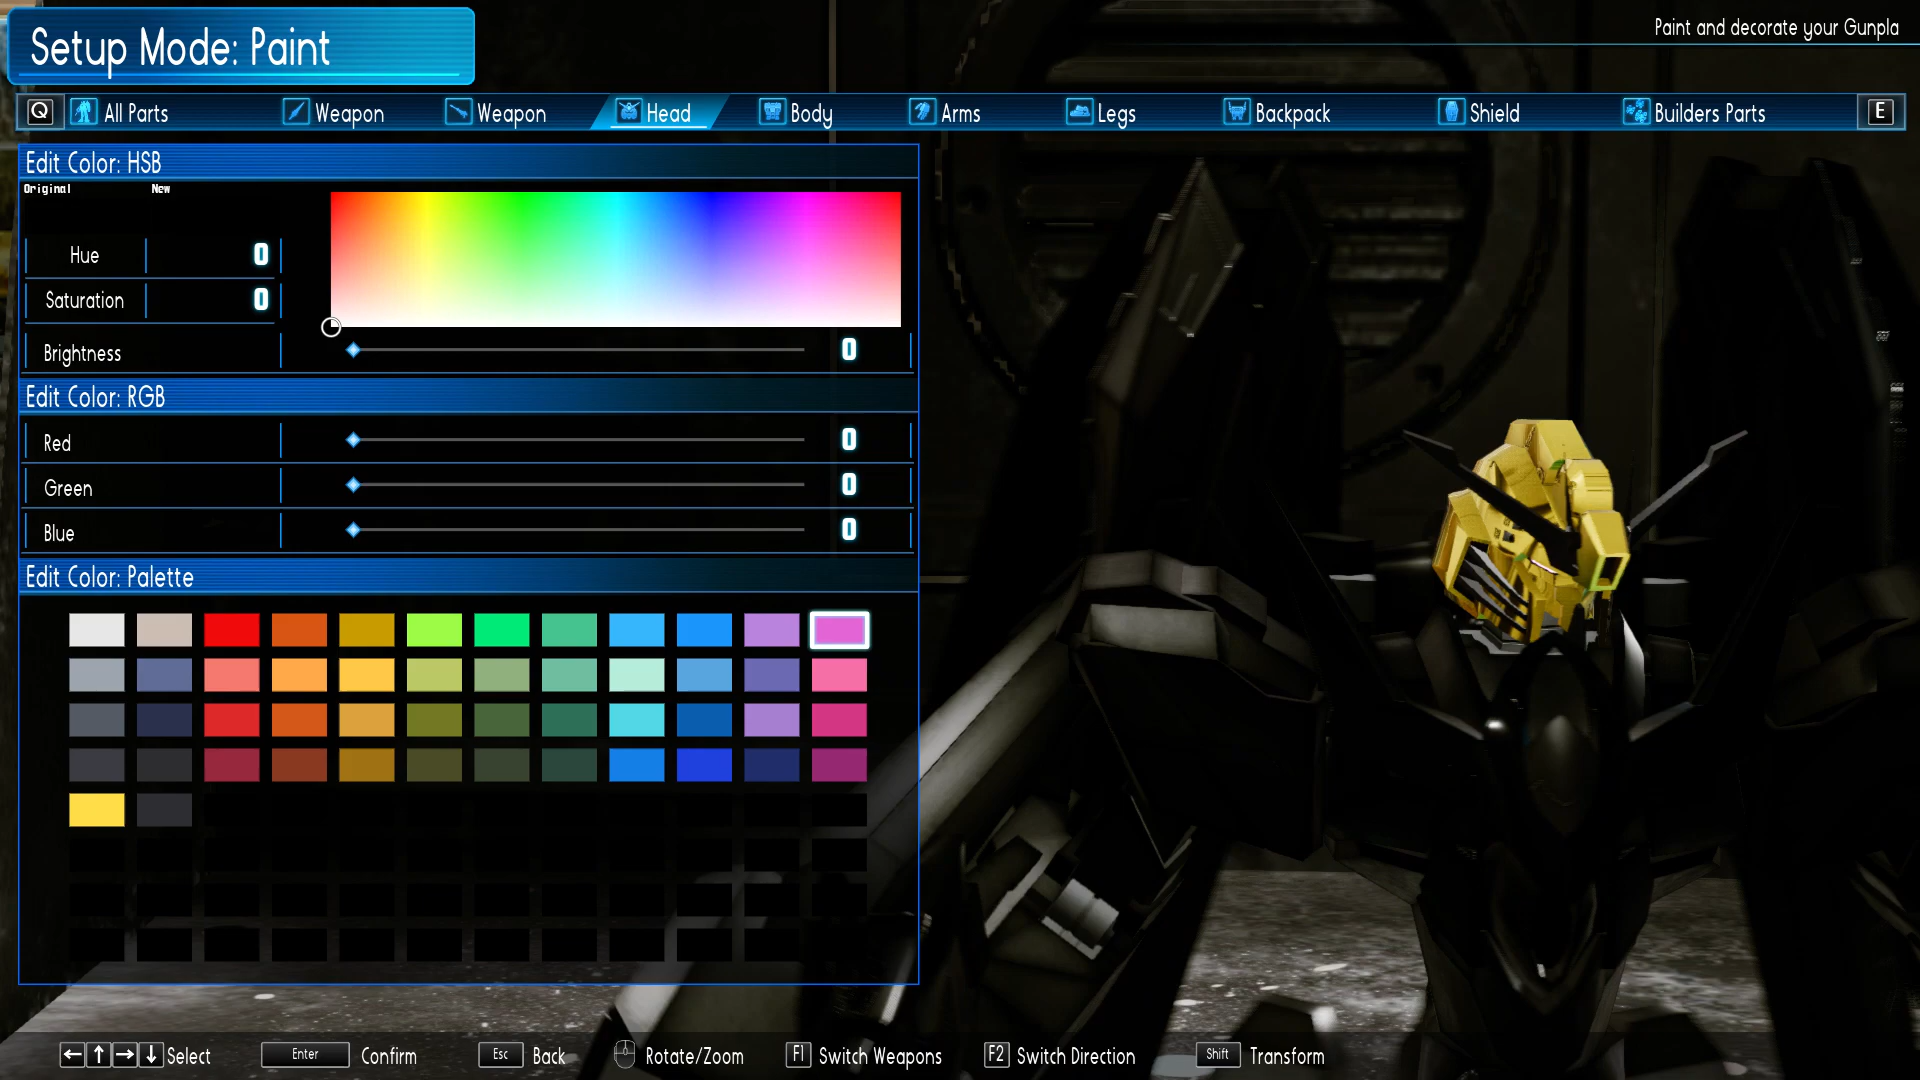 Setup Mode: Paint
Paint and decorate your Gunpla
Q All Parts Weapon Weapon Head Body Arms Legs Backpack Shield Builders Parts E
Edit Color: HSB
Original New
Hue 0
Saturation 0
Brightness 0
Edit Color: RGB
Red 0
Green 0
Blue 0
Edit Color: Palette
←↑→↓ Select Enter Confirm Esc Back Rotate/Zoom F1 Switch Weapons F2 Switch Direction Shift Transform